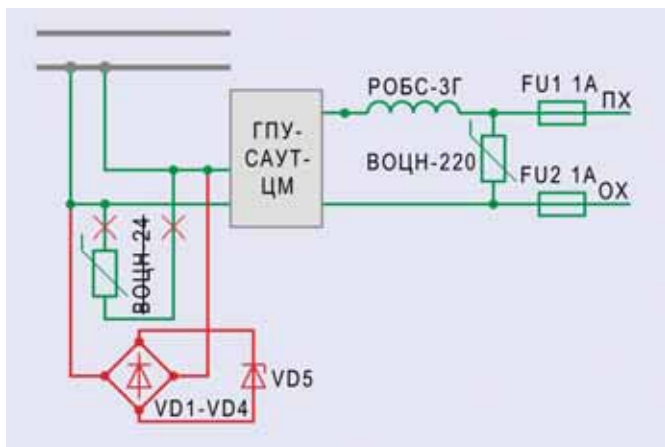 РОБС-3Г
FU1 1А
ПХ
ГПУ-
САУТ-
ЦМ
ВОЦН-220
FU2 1А
ОХ
ВОЦН-24
VD5
VD1-VD4